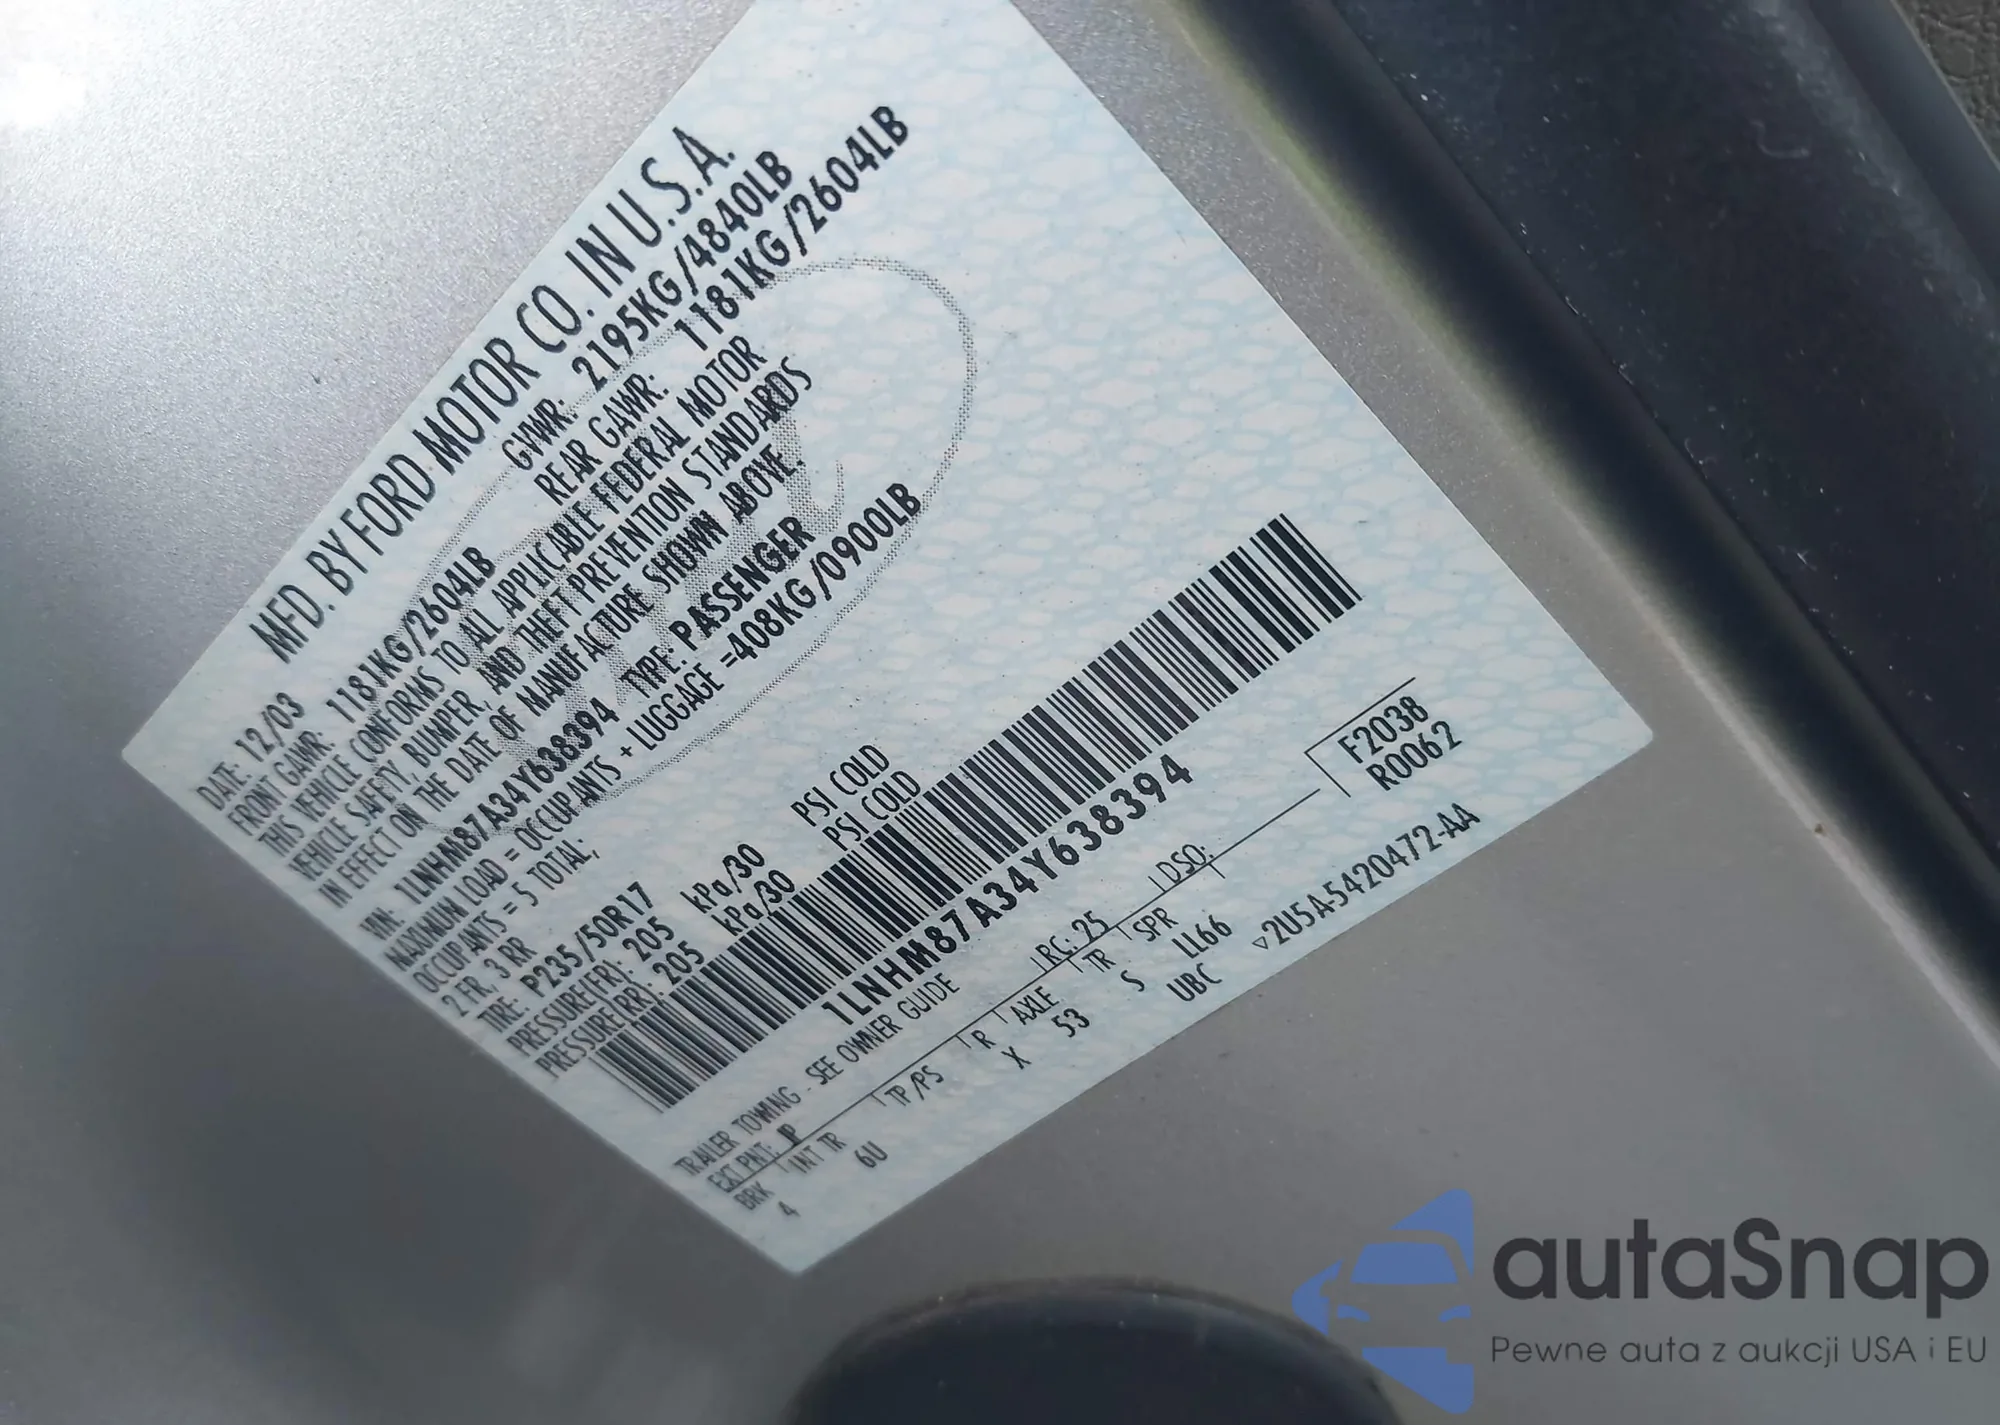 MFD. BY FORD MOTOR CO. IN U.S.A.
DATE: 12/03 GVWR: 2195KG/4840LB
FRONT GAWR: 1181KG/2604LB REAR GAWR: 1181KG/2604LB
THIS VEHICLE CONFORMS TO ALL APPLICABLE FEDERAL MOTOR
VEHICLE SAFETY, BUMPER, AND THEFT PREVENTION STANDARDS
IN EFFECT ON THE DATE OF MANUFACTURE SHOWN ABOVE.
VIN: 1LNHM87A34Y638394 TYPE: PASSENGER
MAXIMUM LOAD = OCCUPANTS + LUGGAGE =408KG/0900LB
OCCUPANTS = 5 TOTAL;
2 FR, 3 RR
TIRE: P235/50R17
PRESSURE(FR): 205 kPa/30 PSI COLD
PRESSURE(RR): 205 kPa/30 PSI COLD
1LNHM87A34Y638394
TRAILER TOWING - SEE OWNER GUIDE
F2038
R0062
EXT PNT: JP RC: 25 DSO:
BRK INT TR TP/PS R AXLE TR SPR
4 6U X 53 S LL66
UBC
2U5A-5420472-AA
autaSnap
Pewne auta z aukcji USA i EU